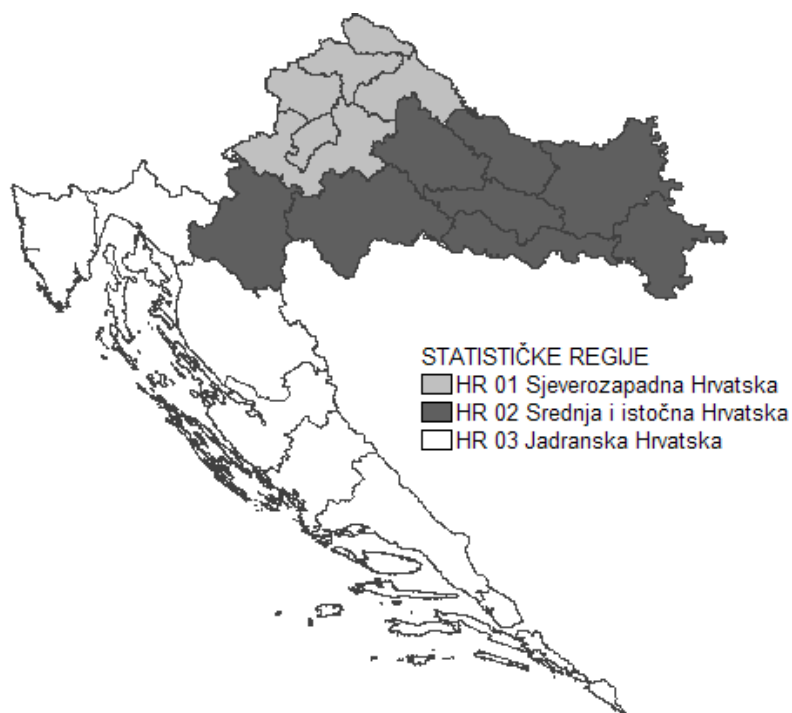 STATISTIČKE REGIJE
HR 01 Sjeverozapadna Hrvatska
HR 02 Srednja i istočna Hrvatska
HR 03 Jadranska Hrvatska